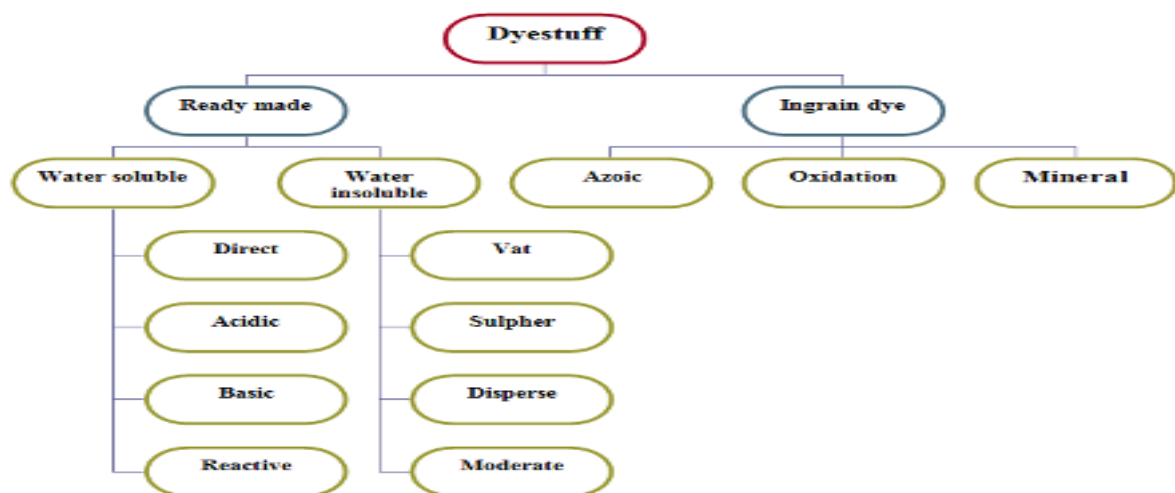 Dyestuff
Ready made
Ingrain dye
Water soluble
Water
insoluble
Azoic
Oxidation
Mineral
Direct
Vat
Acidic
Sulpher
Basic
Disperse
Reactive
Moderate